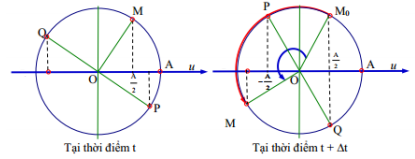 M
Q
A
u
O
A/2
P
Tại thời điểm t
P
M₀
A
u
O
-A/2
A/2
M
Q
Tại thời điểm t + Δt